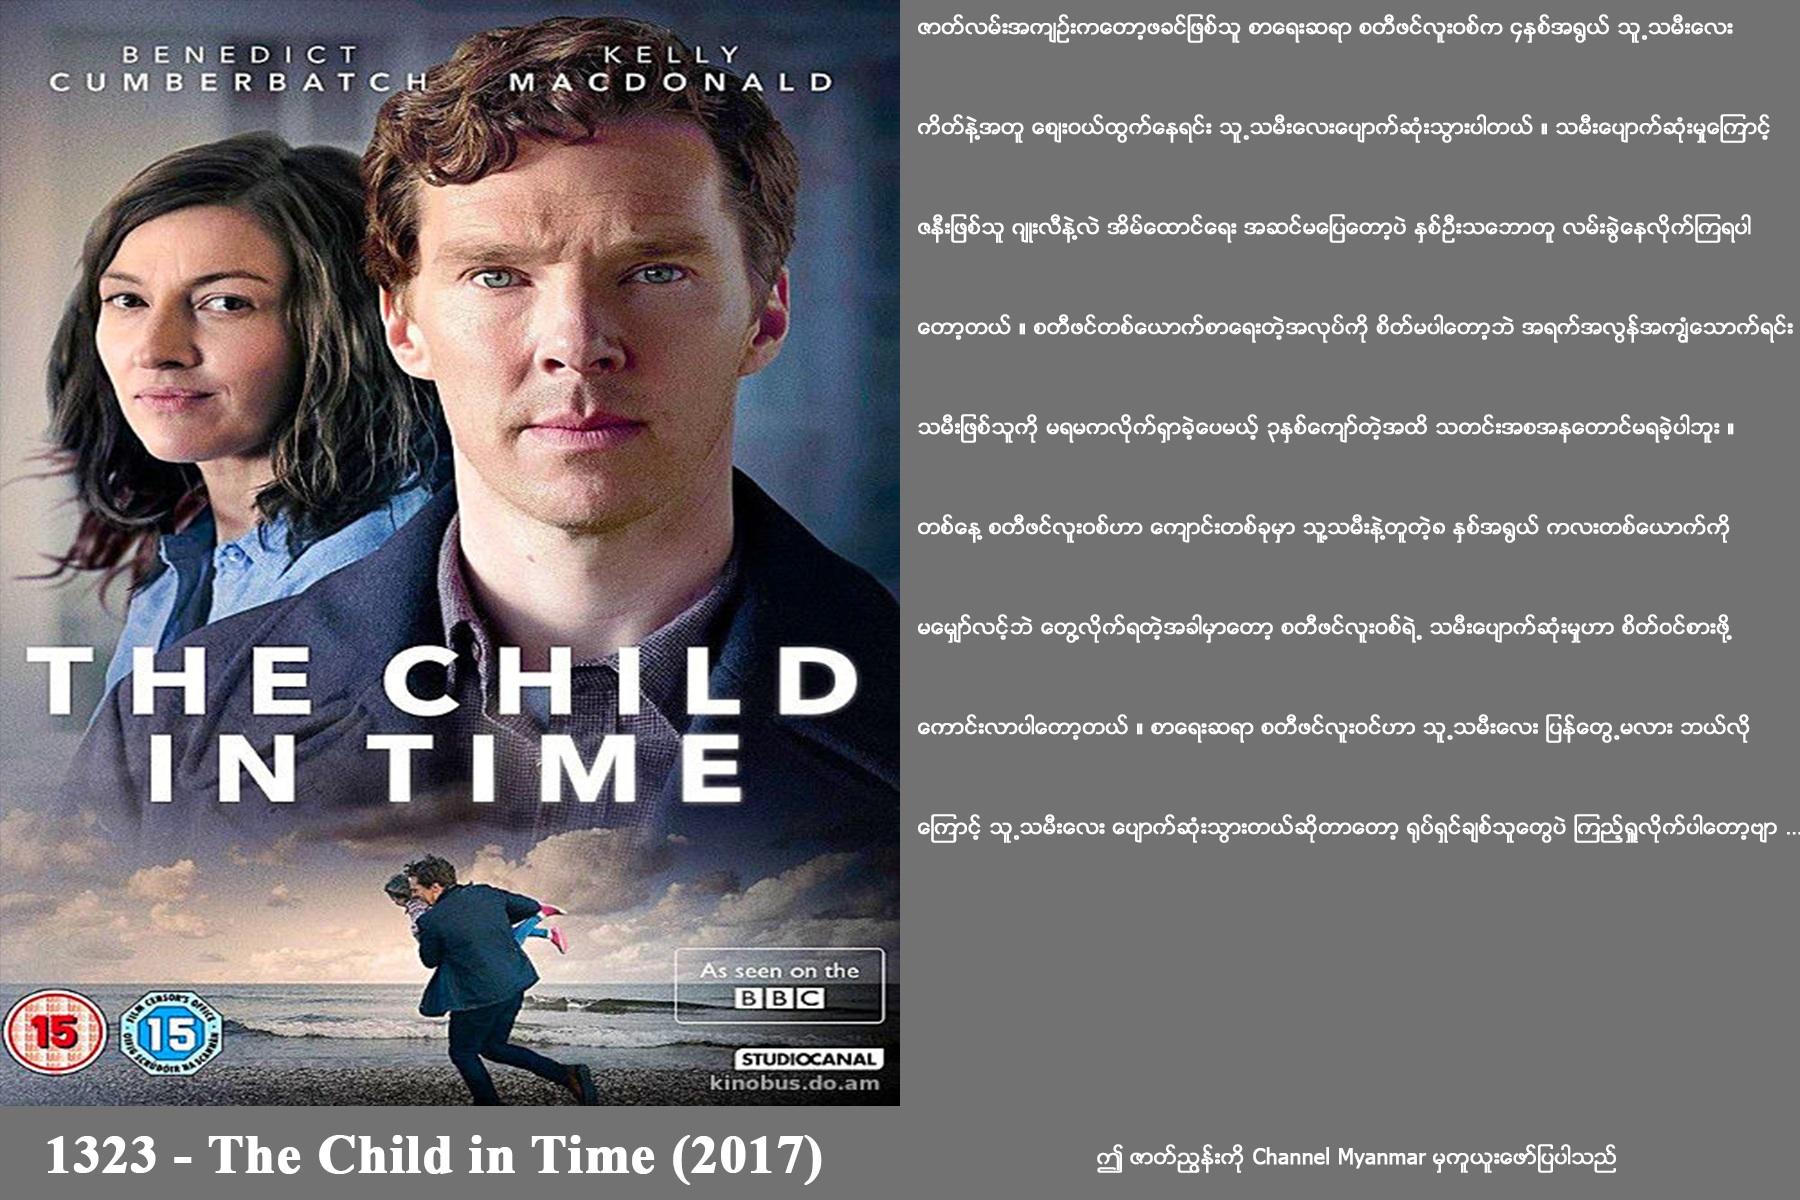 BENEDICT
CUMBERBATCH
KELLY
MACDONALD
THE CHILD
IN TIME
15
FILM CENSOR'S OFFICE
15
As seen on the
BBC
STUDIOCANAL
kinobus.do.am
1323 - The Child in Time (2017)
ဇာတ်လမ်းအကျဉ်းကတော့ဖခင်ဖြစ်သူ စာရေးဆရာ စတီဖင်လူးဝစ်က ၄နှစ်အရွယ် သူ့သမီးလေး
ကိတ်နဲ့အတူ ဈေးဝယ်ထွက်နေရင်း သူ့သမီးလေးပျောက်ဆုံးသွားပါတယ် ။ သမီးပျောက်ဆုံးမှုကြောင့်
ဇနီးဖြစ်သူ ဂျူးလီနဲ့လဲ အိမ်ထောင်ရေး အဆင်မပြေတော့ပဲ နှစ်ဦးသဘောတူ လမ်းခွဲနေလိုက်ကြရပါ
တော့တယ် ။ စတီဖင်တစ်ယောက်စာရေးတဲ့အလုပ်ကို စိတ်မပါတော့ဘဲ အရက်အလွန်အကျွံသောက်ရင်း
သမီးဖြစ်သူကို မရမကလိုက်ရှာခဲ့ပေမယ့် ၃နှစ်ကျော်တဲ့အထိ သတင်းအစအနတောင်မရခဲ့ပါဘူး ။
တစ်နေ့ စတီဖင်လူးဝစ်ဟာ ကျောင်းတစ်ခုမှာ သူ့သမီးနဲ့တူတဲ့၈ နှစ်အရွယ် ကလေးတစ်ယောက်ကို
မမျှော်လင့်ဘဲ တွေ့လိုက်ရတဲ့အခါမှာတော့ စတီဖင်လူးဝစ်ရဲ့ သမီးပျောက်ဆုံးမှုဟာ စိတ်ဝင်စားဖို့
ကောင်းလာပါတော့တယ် ။ စာရေးဆရာ စတီဖင်လူးဝင်ဟာ သူ့သမီးလေး ပြန်တွေ့မလား ဘယ်လို
ကြောင့် သူ့သမီးလေး ပျောက်ဆုံးသွားတယ်ဆိုတာတော့ ရုပ်ရှင်ချစ်သူတွေပဲ ကြည့်ရှူလိုက်ပါတော့ဗျာ ...
ဤ ဇာတ်ညွှန်းကို Channel Myanmar မှကူယူးဖော်ပြပါသည်